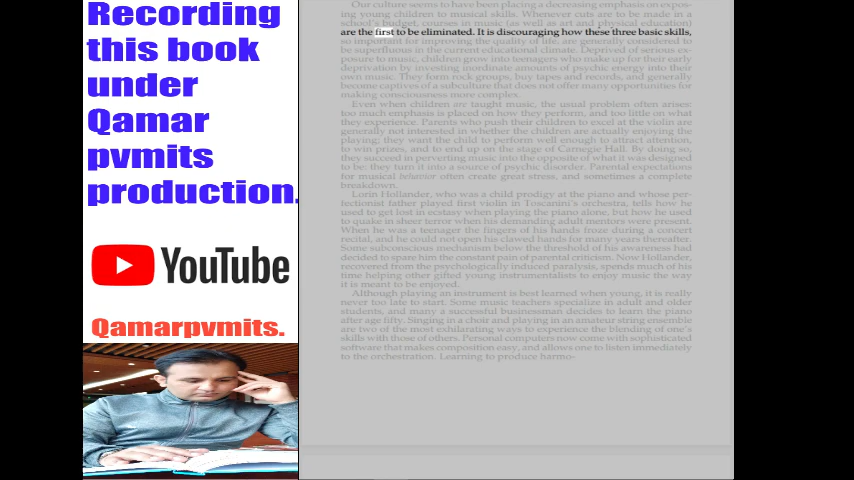 Recording
this book
under
Qamar
pvmits
production.
YouTube
Qamarpvmits.
Our culture seems to have been placing a decreasing emphasis on expos-
ing young children to musical skills. Whenever cuts are to be made in a
school's budget, courses in music (as well as art and physical education)
are the first to be eliminated. It is discouraging how these three basic skills,
so important for improving the quality of life, are generally considered to
be superfluous in the current educational climate. Deprived of serious ex-
posure to music, children grow into teenagers who make up for their early
deprivation by investing inordinate amounts of psychic energy into their
own music. They form rock groups, buy tapes and records, and generally
become captives of a subculture that does not offer many opportunities for
making consciousness more complex.
Even when children are taught music, the usual problem often arises:
too much emphasis is placed on how they perform, and too little on what
they experience. Parents who push their children to excel at the violin are
generally not interested in whether the children are actually enjoying the
playing; they want the child to perform well enough to attract attention,
to win prizes, and to end up on the stage of Carnegie Hall. By doing so,
they succeed in perverting music into the opposite of what it was designed
to be: they turn it into a source of psychic disorder. Parental expectations
for musical behavior often create great stress, and sometimes a complete
breakdown.
Lorin Hollander, who was a child prodigy at the piano and whose per-
fectionist father played first violin in Toscanini's orchestra, tells how he
used to get lost in ecstasy when playing the piano alone, but how he used
to quake in sheer terror when his demanding adult mentors were present.
When he was a teenager the fingers of his hands froze during a concert
recital, and he could not open his clawed hands for many years thereafter.
Some subconscious mechanism below the threshold of his awareness had
decided to spare him the constant pain of parental criticism. Now Hollander,
recovered from the psychologically induced paralysis, spends much of his
time helping other gifted young instrumentalists to enjoy music the way
it is meant to be enjoyed.
Although playing an instrument is best learned when young, it is really
never too late to start. Some music teachers specialize in adult and older
students, and many a successful businessman decides to learn the piano
after age fifty. Singing in a choir and playing in an amateur string ensemble
are two of the most exhilarating ways to experience the blending of one's
skills with those of others. Personal computers now come with sophisticated
software that makes composition easy, and allows one to listen immediately
to the orchestration. Learning to produce harmo-